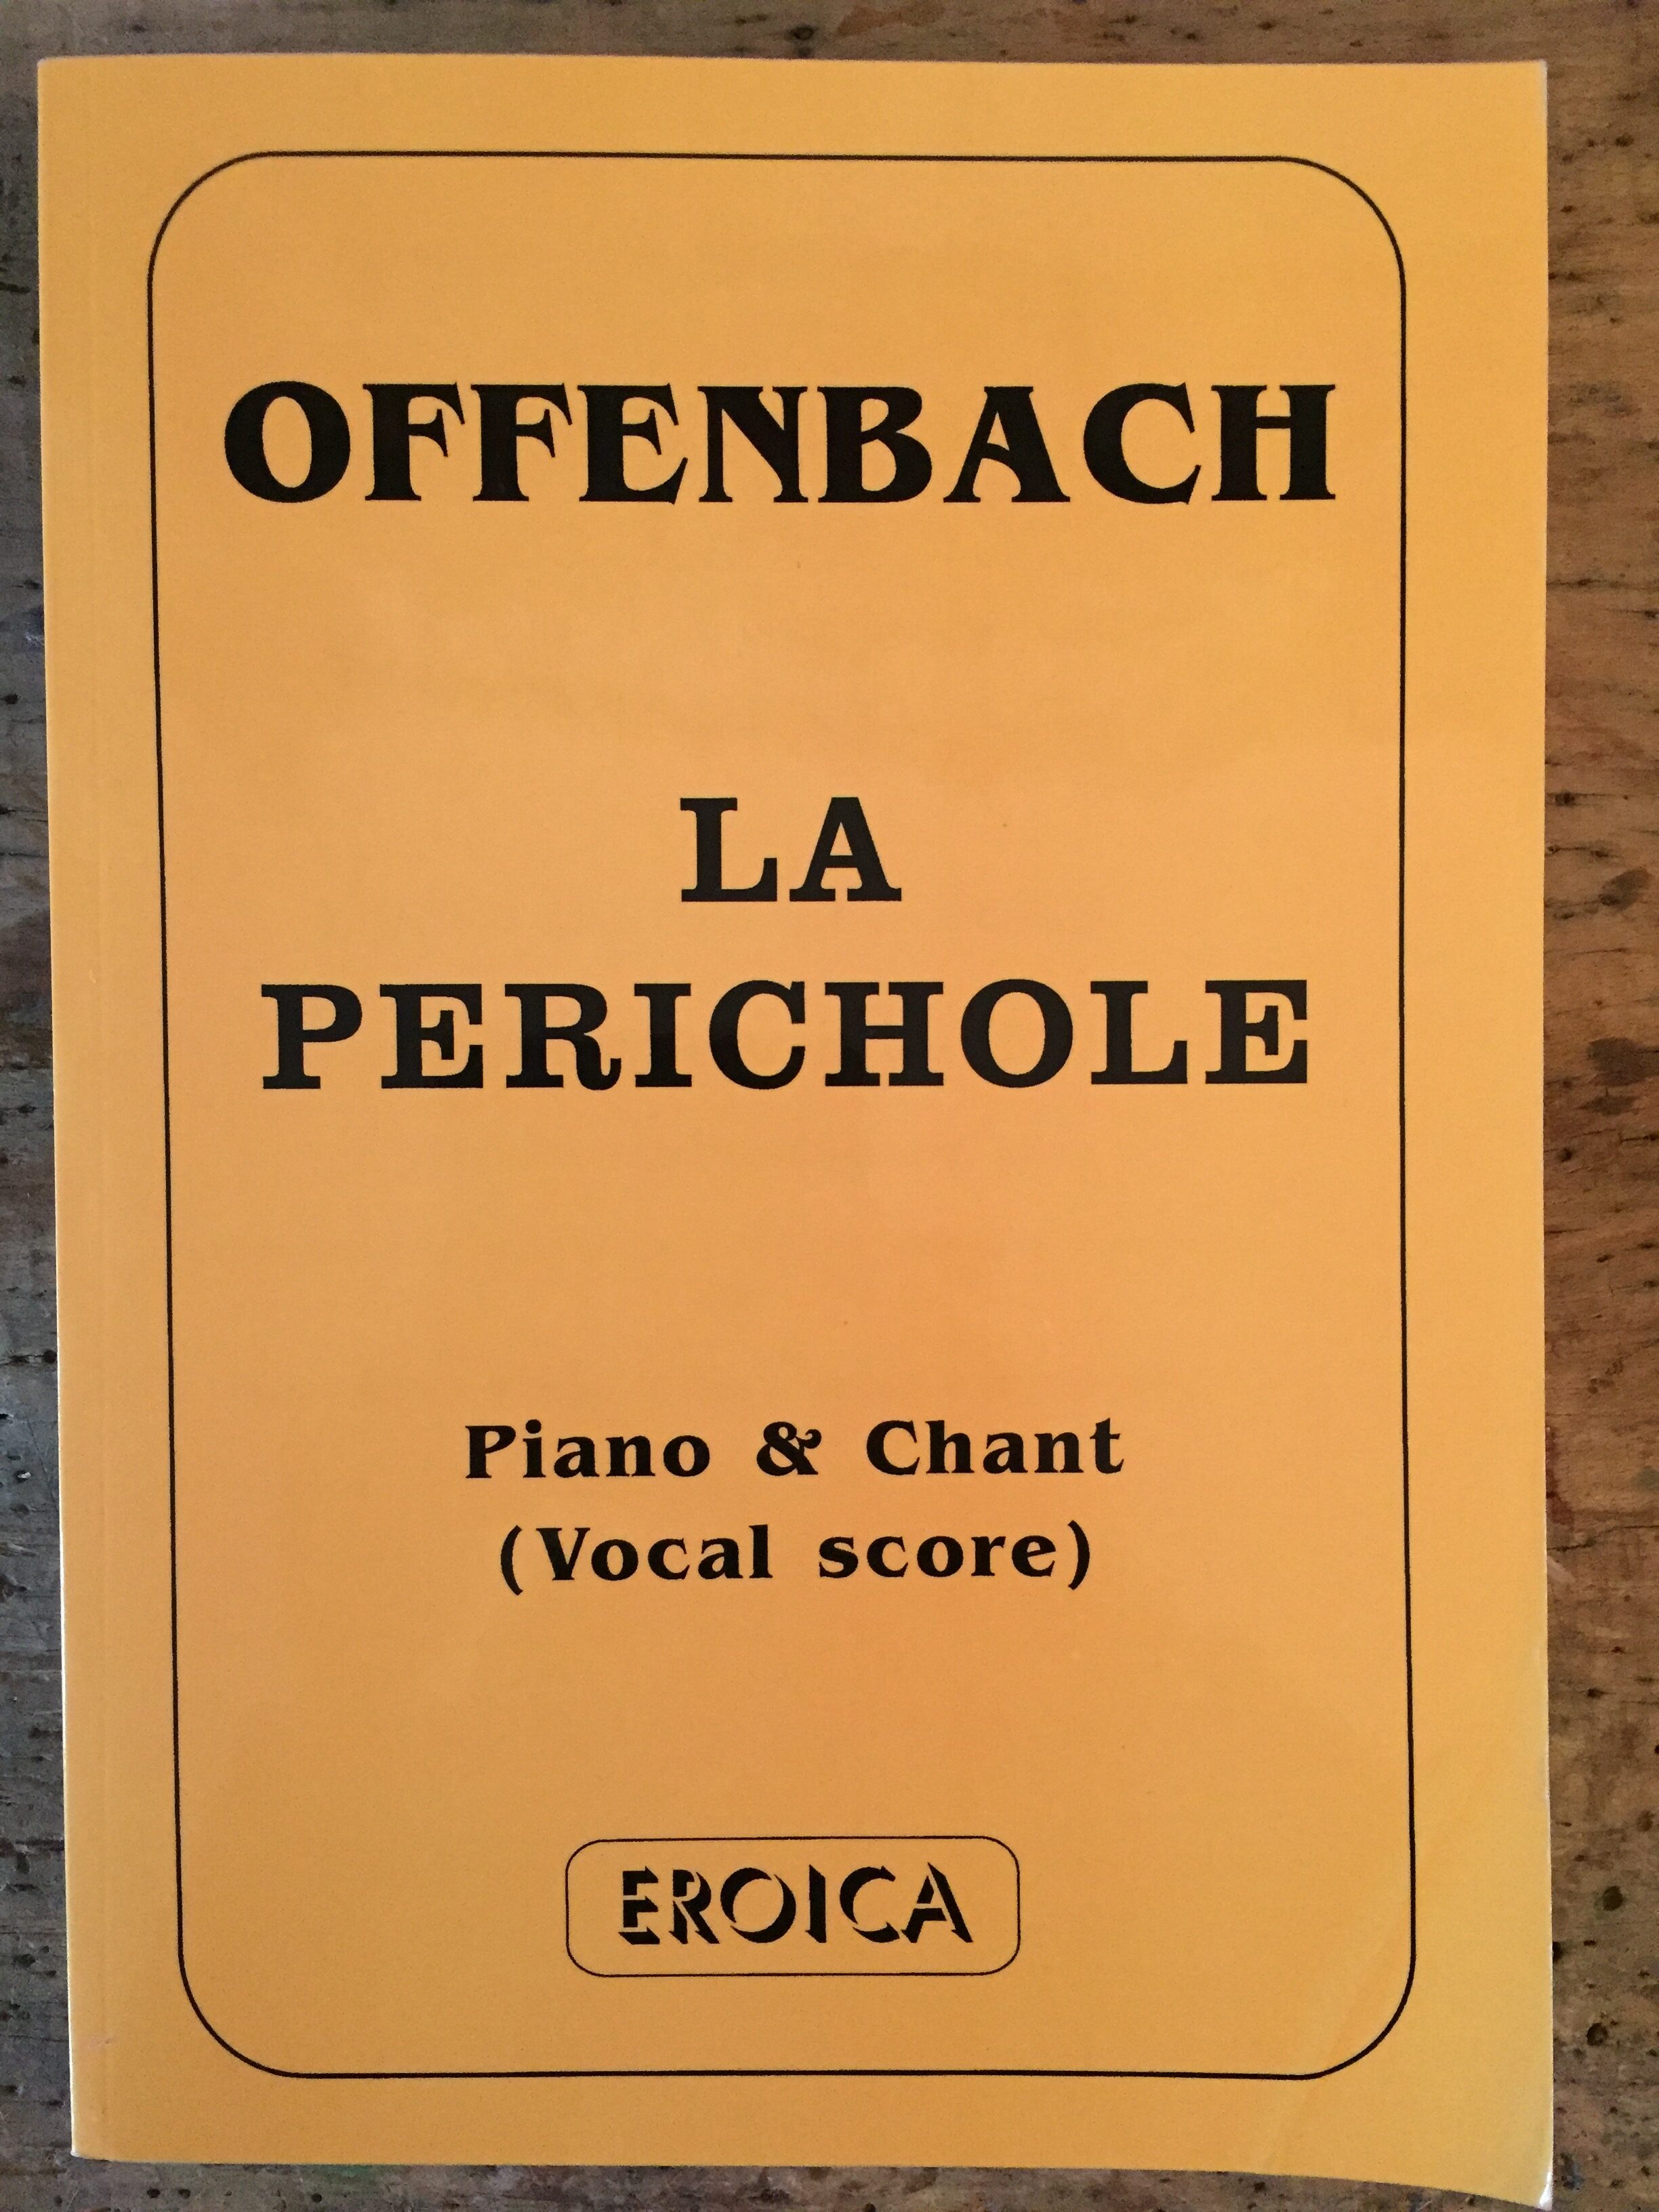 OFFENBACH
LA
PERICHOLE
Piano & Chant
(Vocal score)
EROICA